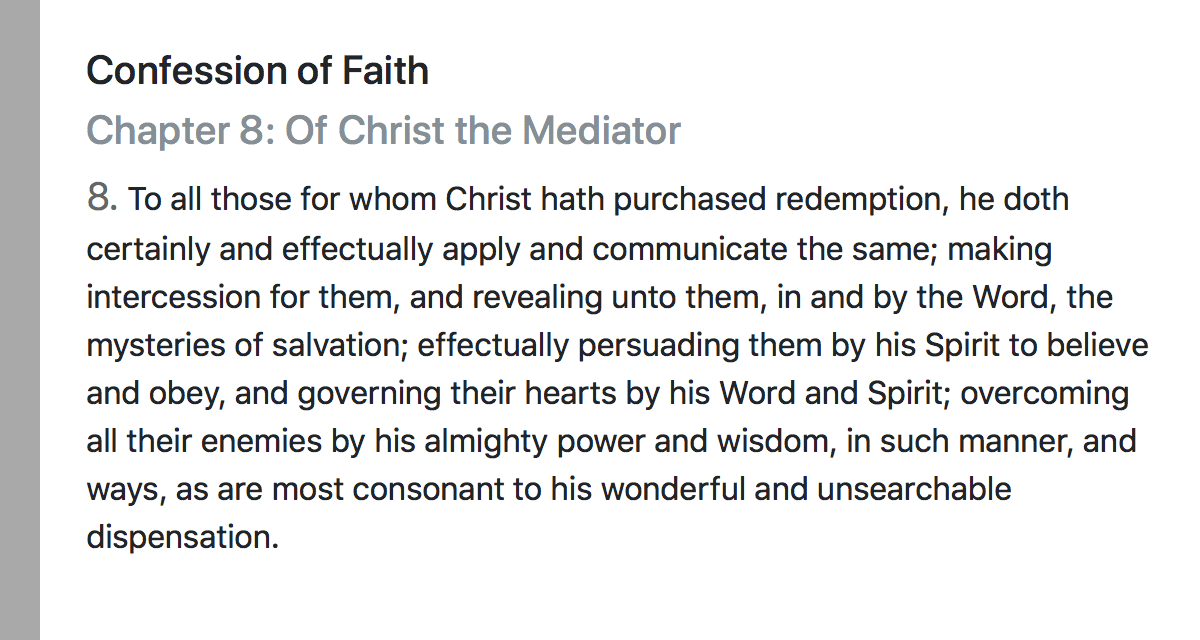 Confession of Faith
Chapter 8: Of Christ the Mediator
8. To all those for whom Christ hath purchased redemption, he doth
certainly and effectually apply and communicate the same; making
intercession for them, and revealing unto them, in and by the Word, the
mysteries of salvation; effectually persuading them by his Spirit to believe
and obey, and governing their hearts by his Word and Spirit; overcoming
all their enemies by his almighty power and wisdom, in such manner, and
ways, as are most consonant to his wonderful and unsearchable
dispensation.